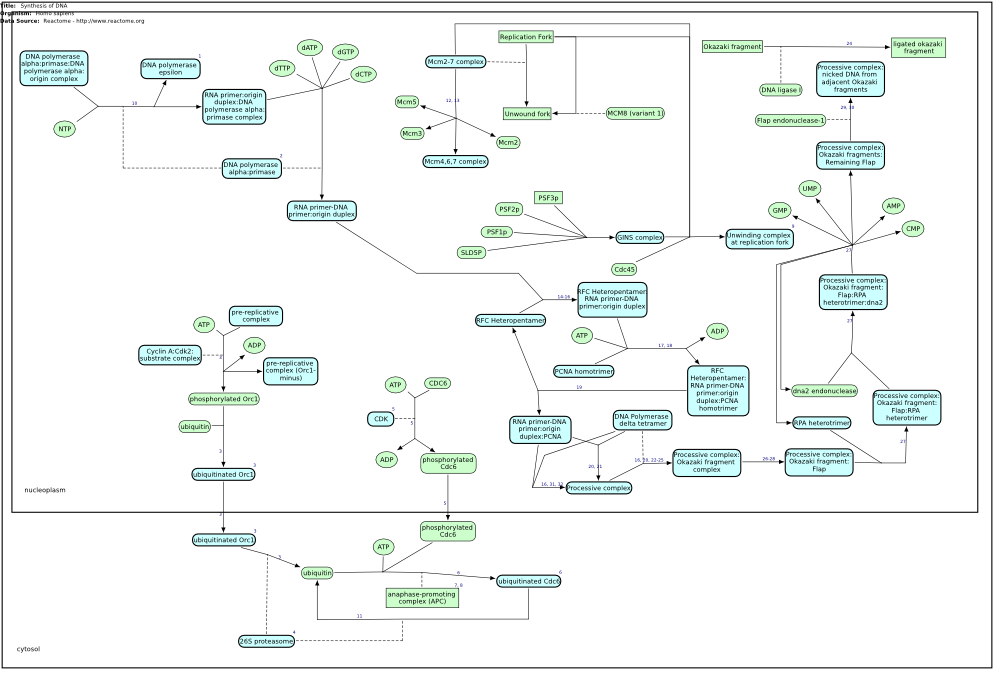 Title: Synthesis of DNA
Organism: Homo sapiens
Data Source: Reactome - http://www.reactome.org
DNA polymerase
alpha:primase:DNA
polymerase alpha:
origin complex
1
DNA polymerase
epsilon
NTP
10
RNA primer:origin
duplex:DNA
polymerase alpha:
primase complex
dATP
dGTP
dTTP
dCTP
2
DNA polymerase
alpha:primase
RNA primer-DNA
primer:origin duplex
Replication Fork
Mcm2-7 complex
Mcm5
12, 13
Mcm3
Mcm2
Mcm4,6,7 complex
Unwound fork
MCM8 (variant 1)
PSF3p
PSF2p
PSF1p
SLD5P
GINS complex
Cdc45
9
Unwinding complex
at replication fork
Okazaki fragment
24
ligated okazaki
fragment
DNA ligase I
Processive complex:
nicked DNA from
adjacent Okazaki
fragments
Flap endonuclease-1
Processive complex:
Okazaki fragments:
Remaining Flap
UMP
GMP
AMP
CMP
27
Processive complex:
Okazaki fragment:
Flap:RPA
heterotrimer:dna2
27
dna2 endonuclease
RPA heterotrimer
Processive complex:
Okazaki fragment:
Flap:RPA
heterotrimer
27
Processive complex:
Okazaki fragment:
Flap
26-28
Processive complex:
Okazaki fragment
complex
RFC Heteropentamer:
RNA primer-DNA
primer:origin duplex
14-16
RFC Heteropentamer
ATP
ADP
17, 18
PCNA homotrimer
RFC
Heteropentamer:
RNA primer-DNA
primer:origin
duplex:PCNA
homotrimer
19
RNA primer-DNA
primer:origin
duplex:PCNA
DNA Polymerase
delta tetramer
20, 21
Processive complex
pre-replicative
complex
ATP
Cyclin A:Cdk2:
substrate complex
ADP
pre-replicative
complex (Orc1-
minus)
phosphorylated Orc1
ubiquitin
3
3
ubiquitinated Orc1
ATP
CDC6
5
CDK
5
ADP
phosphorylated
Cdc6
nucleoplasm
5
3
ubiquitinated Orc1
phosphorylated
Cdc6
ATP
ubiquitin
6
6
ubiquitinated Cdc6
7, 8
anaphase-promoting
complex (APC)
11
4
26S proteasome
cytosol